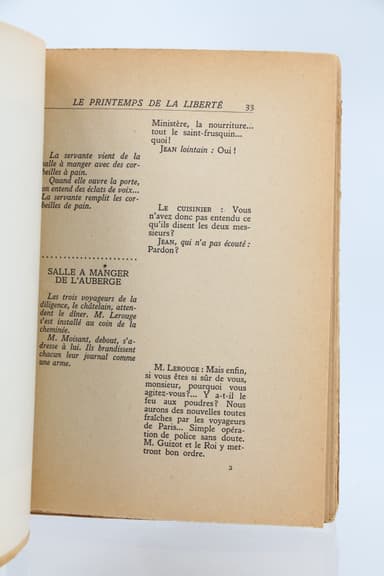 LE PRINTEMPS DE LA LIBERTÉ 33
Ministère, la nourriture...
tout le saint-frusquin...
quoi!
JEAN lointain : Oui !
La servante vient de la
salle à manger avec des cor-
beilles à pain.
Quand elle ouvre la porte,
on entend des éclats de voix...
La servante remplit les cor-
beilles de pain.
LE CUISINIER : Vous
n'avez donc pas entendu ce
qu'ils disent les deux mes-
sieurs?
JEAN, qui n'a pas écouté :
Pardon?
SALLE A MANGER
DE L'AUBERGE
Les trois voyageurs de la
diligence, le châtelain, atten-
dent le dîner. M. Lerouge
s'est installé au coin de la
cheminée.
M. Moisant, debout, s'a-
dresse à lui. Ils brandissent
chacun leur journal comme
une arme.
M. LEROUGE : Mais enfin,
si vous êtes si sûr de vous,
monsieur, pourquoi vous
agitez-vous?... Y a-t-il le
feu aux poudres? Nous
aurons des nouvelles toutes
fraîches par les voyageurs
de Paris... Simple opéra-
tion de police sans doute.
M. Guizot et le Roi y met-
tront bon ordre.
2